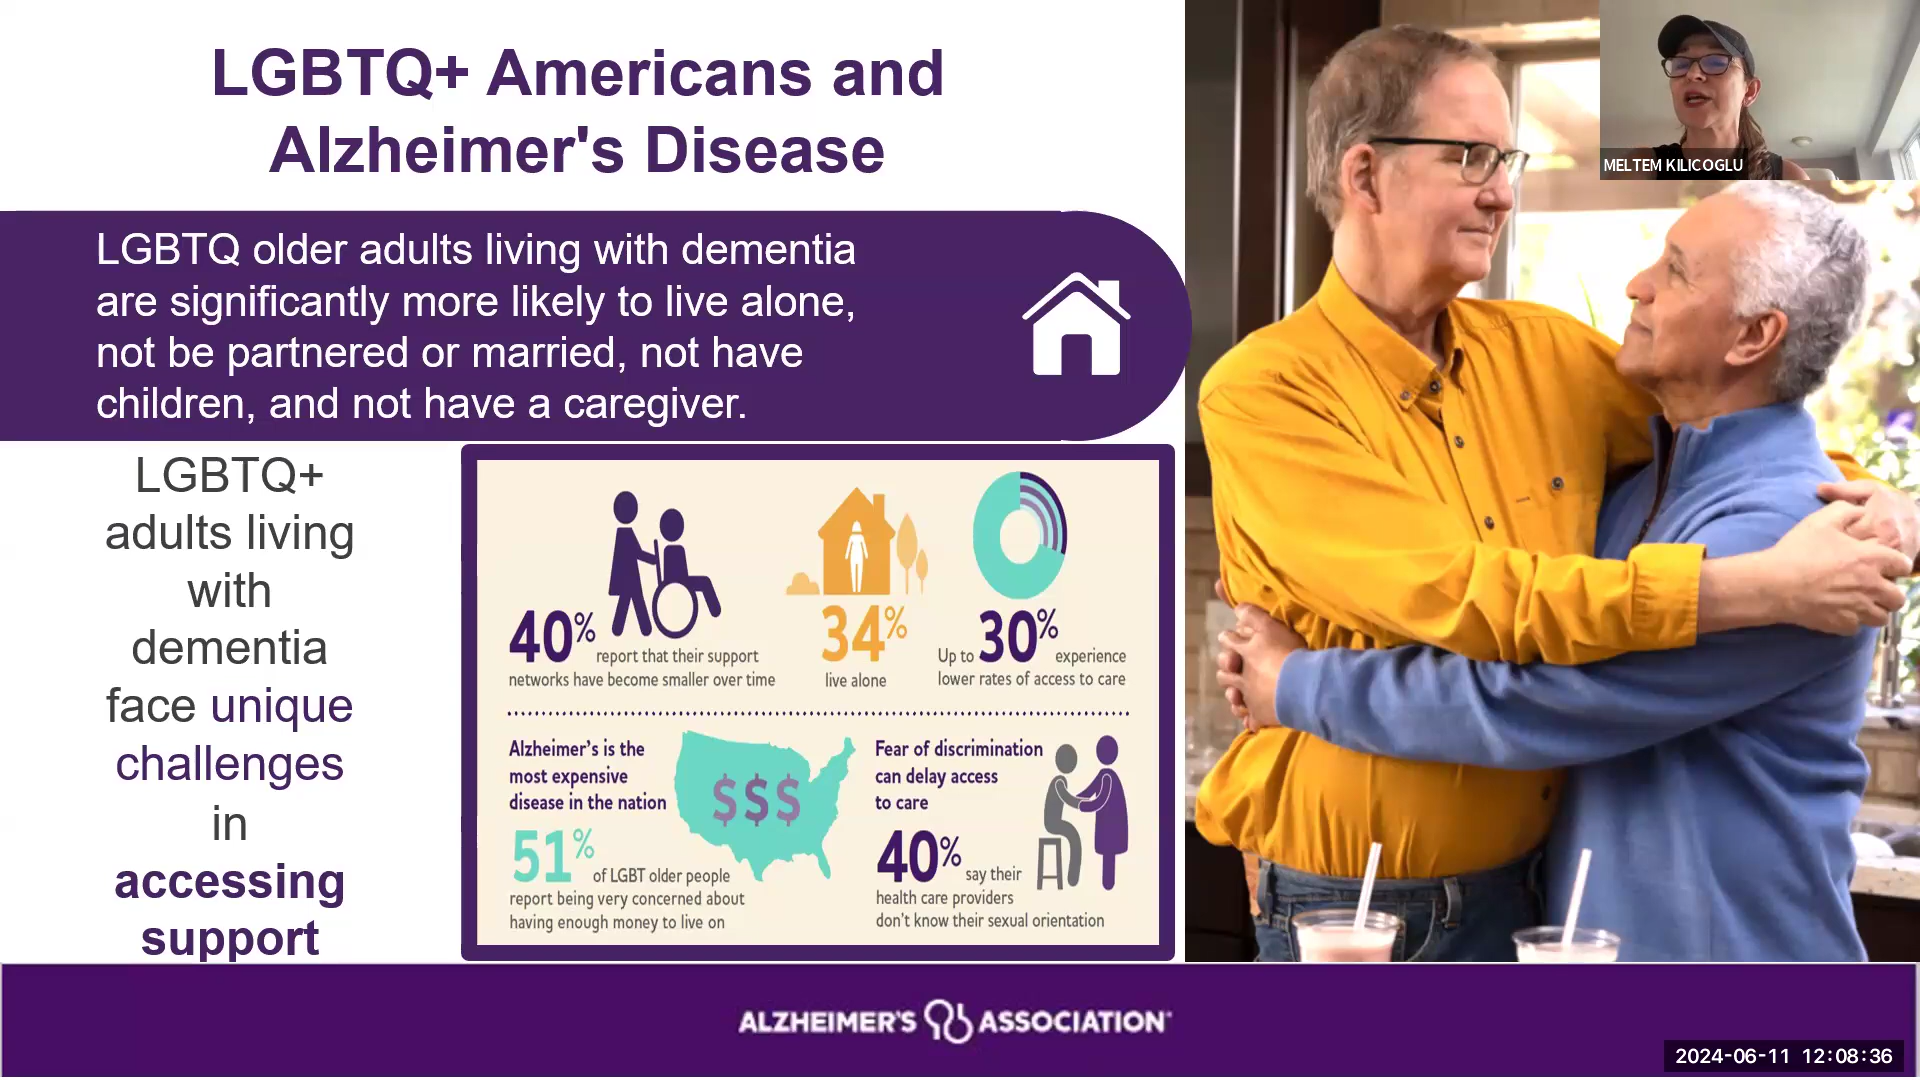 LGBTQ+ Americans and
Alzheimer's Disease
MELTEM KILICOGLU
LGBTQ older adults living with dementia
are significantly more likely to live alone,
not be partnered or married, not have
children, and not have a caregiver.
LGBTQ+
adults living
with
dementia
face unique
challenges
in
accessing
support
40% report that their support
networks have become smaller over time
34%
live alone
Up to 30% experience
lower rates of access to care
Alzheimer's is the
most expensive
disease in the nation
$$$
51% of LGBT older people
report being very concerned about
having enough money to live on
Fear of discrimination
can delay access
to care
40% say their
health care providers
don't know their sexual orientation
ALZHEIMER'S ASSOCIATION®
2024-06-11 12:08:36